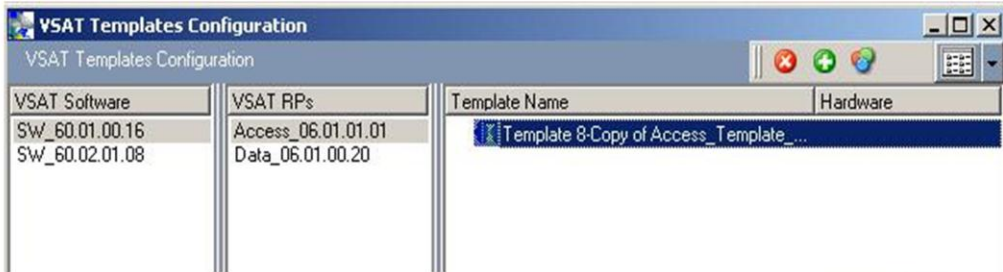 VSAT Templates Configuration
VSAT Templates Configuration
VSAT Software VSAT RPs Template Name Hardware
SW_60.01.00.16 Access_06.01.01.01 Template 8-Copy of Access_Template_...
SW_60.02.01.08 Data_06.01.00.20